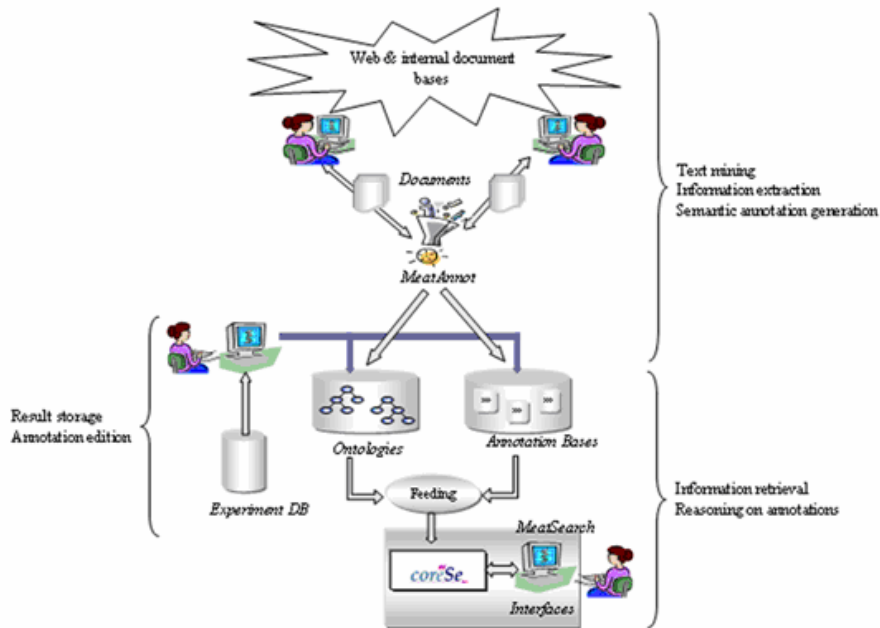 Web & internal document
bases
Documents
Text mining
Information extraction
Semantic annotation generation
MeatAnnot
Result storage
Annotation edition
Ontologies
Annotation Bases
Experiment DB
Feeding
Information retrieval
Reasoning on annotations
MeatSearch
coreSe
Interfaces